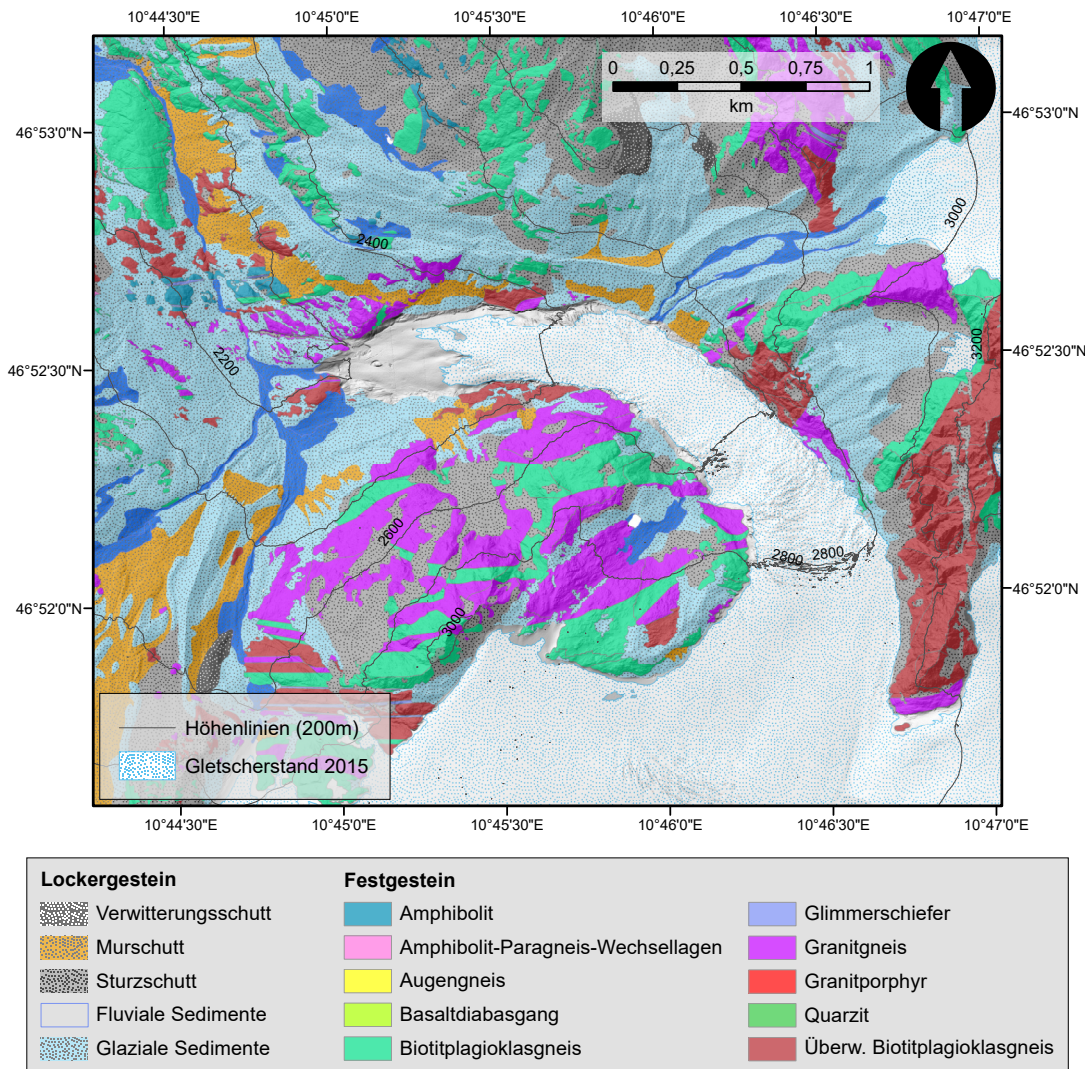 10°44'30"E 10°45'0"E 10°45'30"E 10°46'0"E 10°46'30"E 10°47'0"E
0 0,25 0,5 0,75 1
km
46°53'0"N 46°53'0"N
3000
2400
3200
2200
46°52'30"N 46°52'30"N
2600
2800 2800
46°52'0"N 46°52'0"N
3000
Höhenlinien (200m)
Gletscherstand 2015
10°44'30"E 10°45'0"E 10°45'30"E 10°46'0"E 10°46'30"E 10°47'0"E
Lockergestein
Verwitterungsschutt
Murschutt
Sturzschutt
Fluviale Sedimente
Glaziale Sedimente
Festgestein
Amphibolit
Amphibolit-Paragneis-Wechsellagen
Augengneis
Basaltdiabasgang
Biotitplagioklasgneis
Glimmerschiefer
Granitgneis
Granitporphyr
Quarzit
Überw. Biotitplagioklasgneis